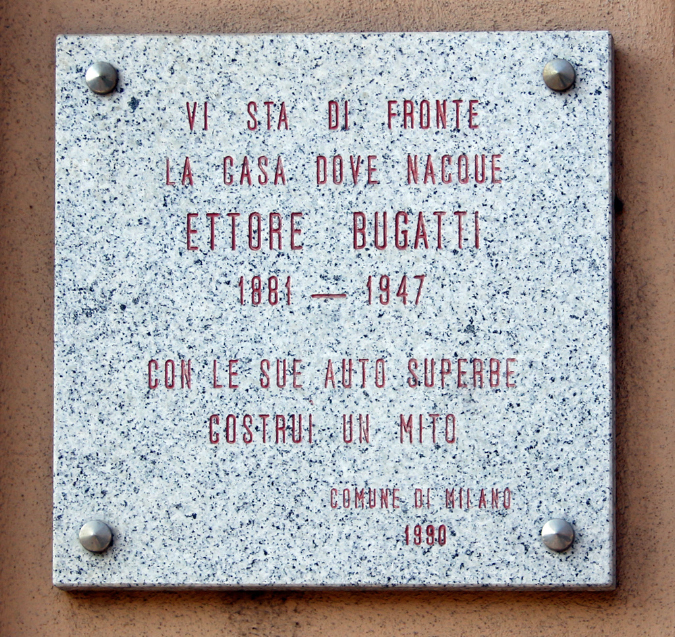 VI STA DI FRONTE
LA CASA DOVE NACQUE
ETTORE BUGATTI
1881 — 1947
CON LE SUE AUTO SUPERBE
COSTRUI UN MITO
COMUNE DI MILANO
1990